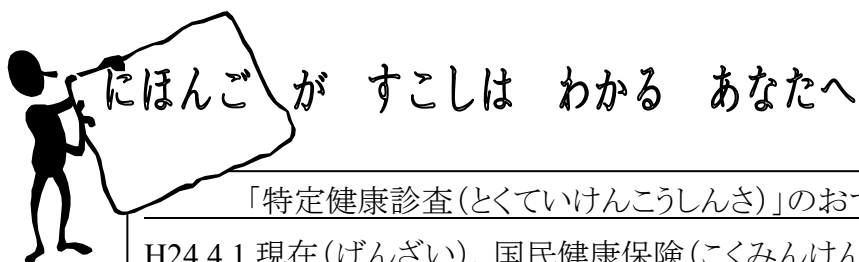 にほんご が すこしは わかる あなたへ
「特定健康診査(とくていけんこうしんさ)」のお
H24.4.1 現在(げんざい)、国民健康保険(こくみんけん